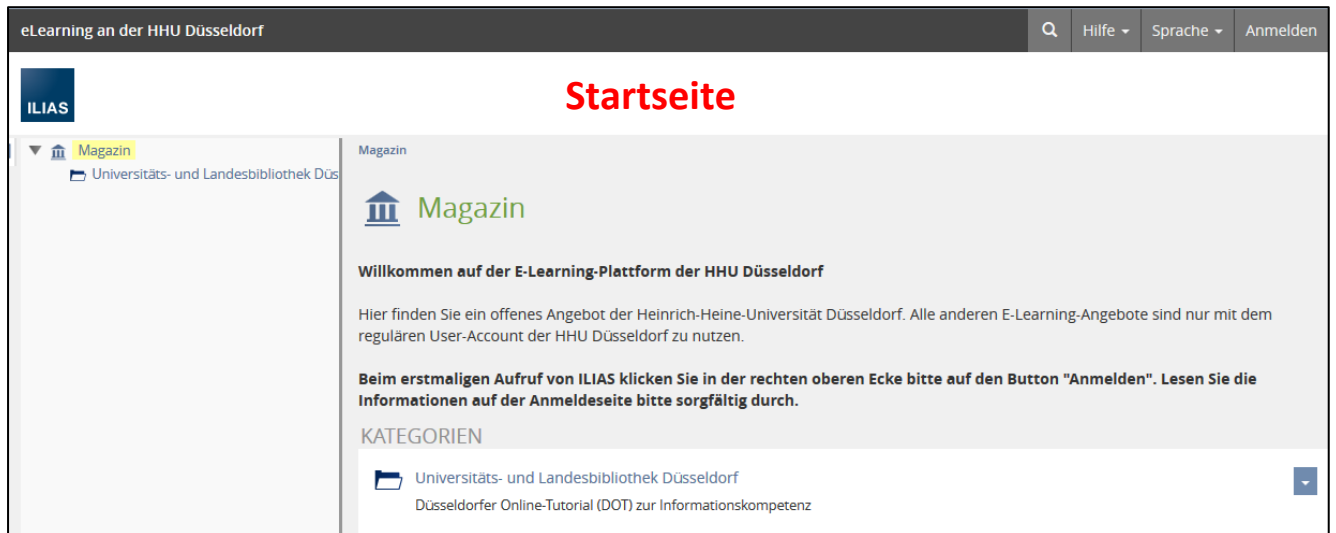 eLearning an der HHU Düsseldorf
Hilfe
Sprache
Anmelden
ILIAS
Startseite
Magazin
Universitäts- und Landesbibliothek Düs
Magazin
Magazin
Willkommen auf der E-Learning-Plattform der HHU Düsseldorf
Hier finden Sie ein offenes Angebot der Heinrich-Heine-Universität Düsseldorf. Alle anderen E-Learning-Angebote sind nur mit dem
regulären User-Account der HHU Düsseldorf zu nutzen.
Beim erstmaligen Aufruf von ILIAS klicken Sie in der rechten oberen Ecke bitte auf den Button "Anmelden". Lesen Sie die
Informationen auf der Anmeldeseite bitte sorgfältig durch.
KATEGORIEN
Universitäts- und Landesbibliothek Düsseldorf
Düsseldorfer Online-Tutorial (DOT) zur Informationskompetenz